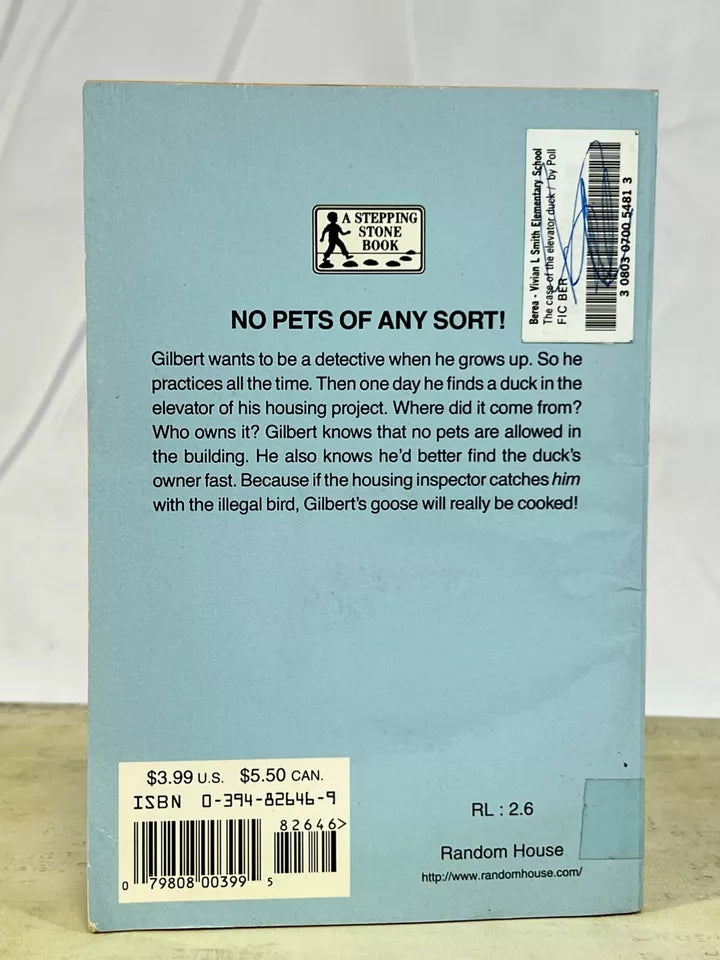 A STEPPING
STONE
BOOK
Berea - Vivian L Smith Elementary School
The case of the elevator duck / by Poll
FIC BER
3 0803 0700 5481 3
NO PETS OF ANY SORT!
Gilbert wants to be a detective when he grows up. So he
practices all the time. Then one day he finds a duck in the
elevator of his housing project. Where did it come from?
Who owns it? Gilbert knows that no pets are allowed in
the building. He also knows he'd better find the duck's
owner fast. Because if the housing inspector catches him
with the illegal bird, Gilbert's goose will really be cooked!
$3.99 U.S. $5.50 CAN.
ISBN 0-394-82646-9
82646>
0 79808 00399 5
RL : 2.6
Random House
http://www.randomhouse.com/